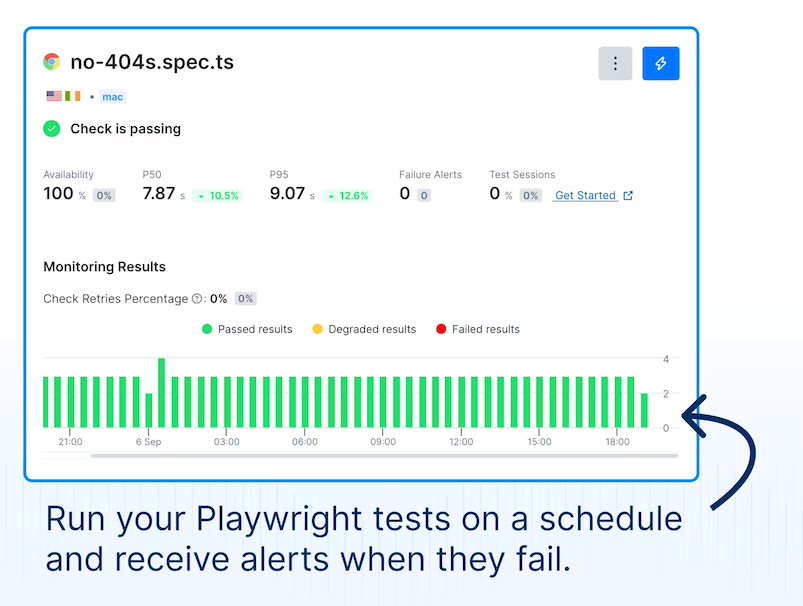 no-404s.spec.ts
• mac
Check is passing
Availability P50 P95 Failure Alerts Test Sessions
100 % 0% 7.87 s 10.5% 9.07 s 12.6% 0 0 0 % 0% Get Started
Monitoring Results
Check Retries Percentage ?: 0% 0%
Passed results Degraded results Failed results
4
2
0
21:00 6 Sep 03:00 06:00 09:00 12:00 15:00 18:00
Run your Playwright tests on a schedule
and receive alerts when they fail.